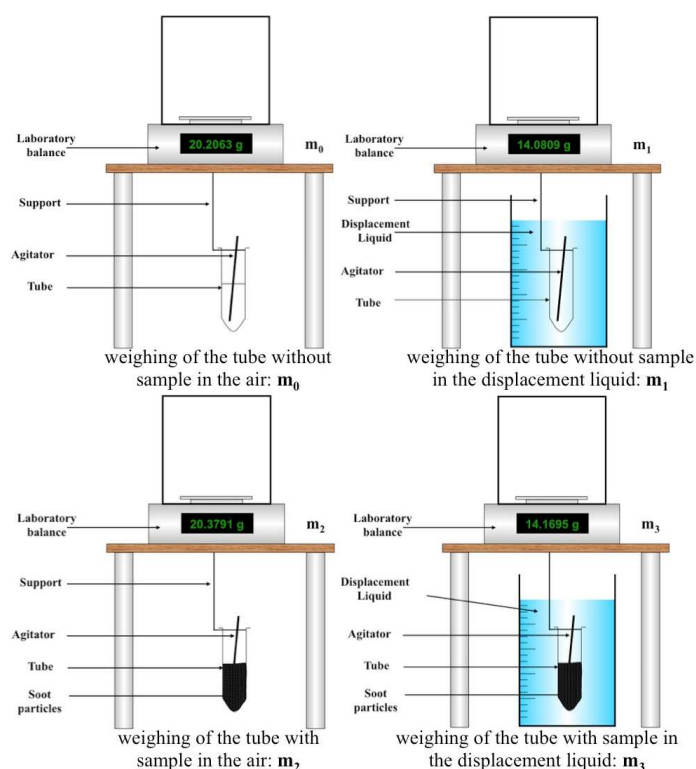 20.2063 g
m0
Laboratory
balance
Support
Agitator
Tube
weighing of the tube without
sample in the air: m0
14.0809 g
m1
Laboratory
balance
Support
Displacement
Liquid
Agitator
Tube
weighing of the tube without sample
in the displacement liquid: m1
20.3791 g
m2
Laboratory
balance
Support
Agitator
Tube
Soot
particles
weighing of the tube with
sample in the air: m2
14.1695 g
m3
Laboratory
balance
Displacement
Liquid
Agitator
Tube
Soot
particles
weighing of the tube with sample in
the displacement liquid: m3